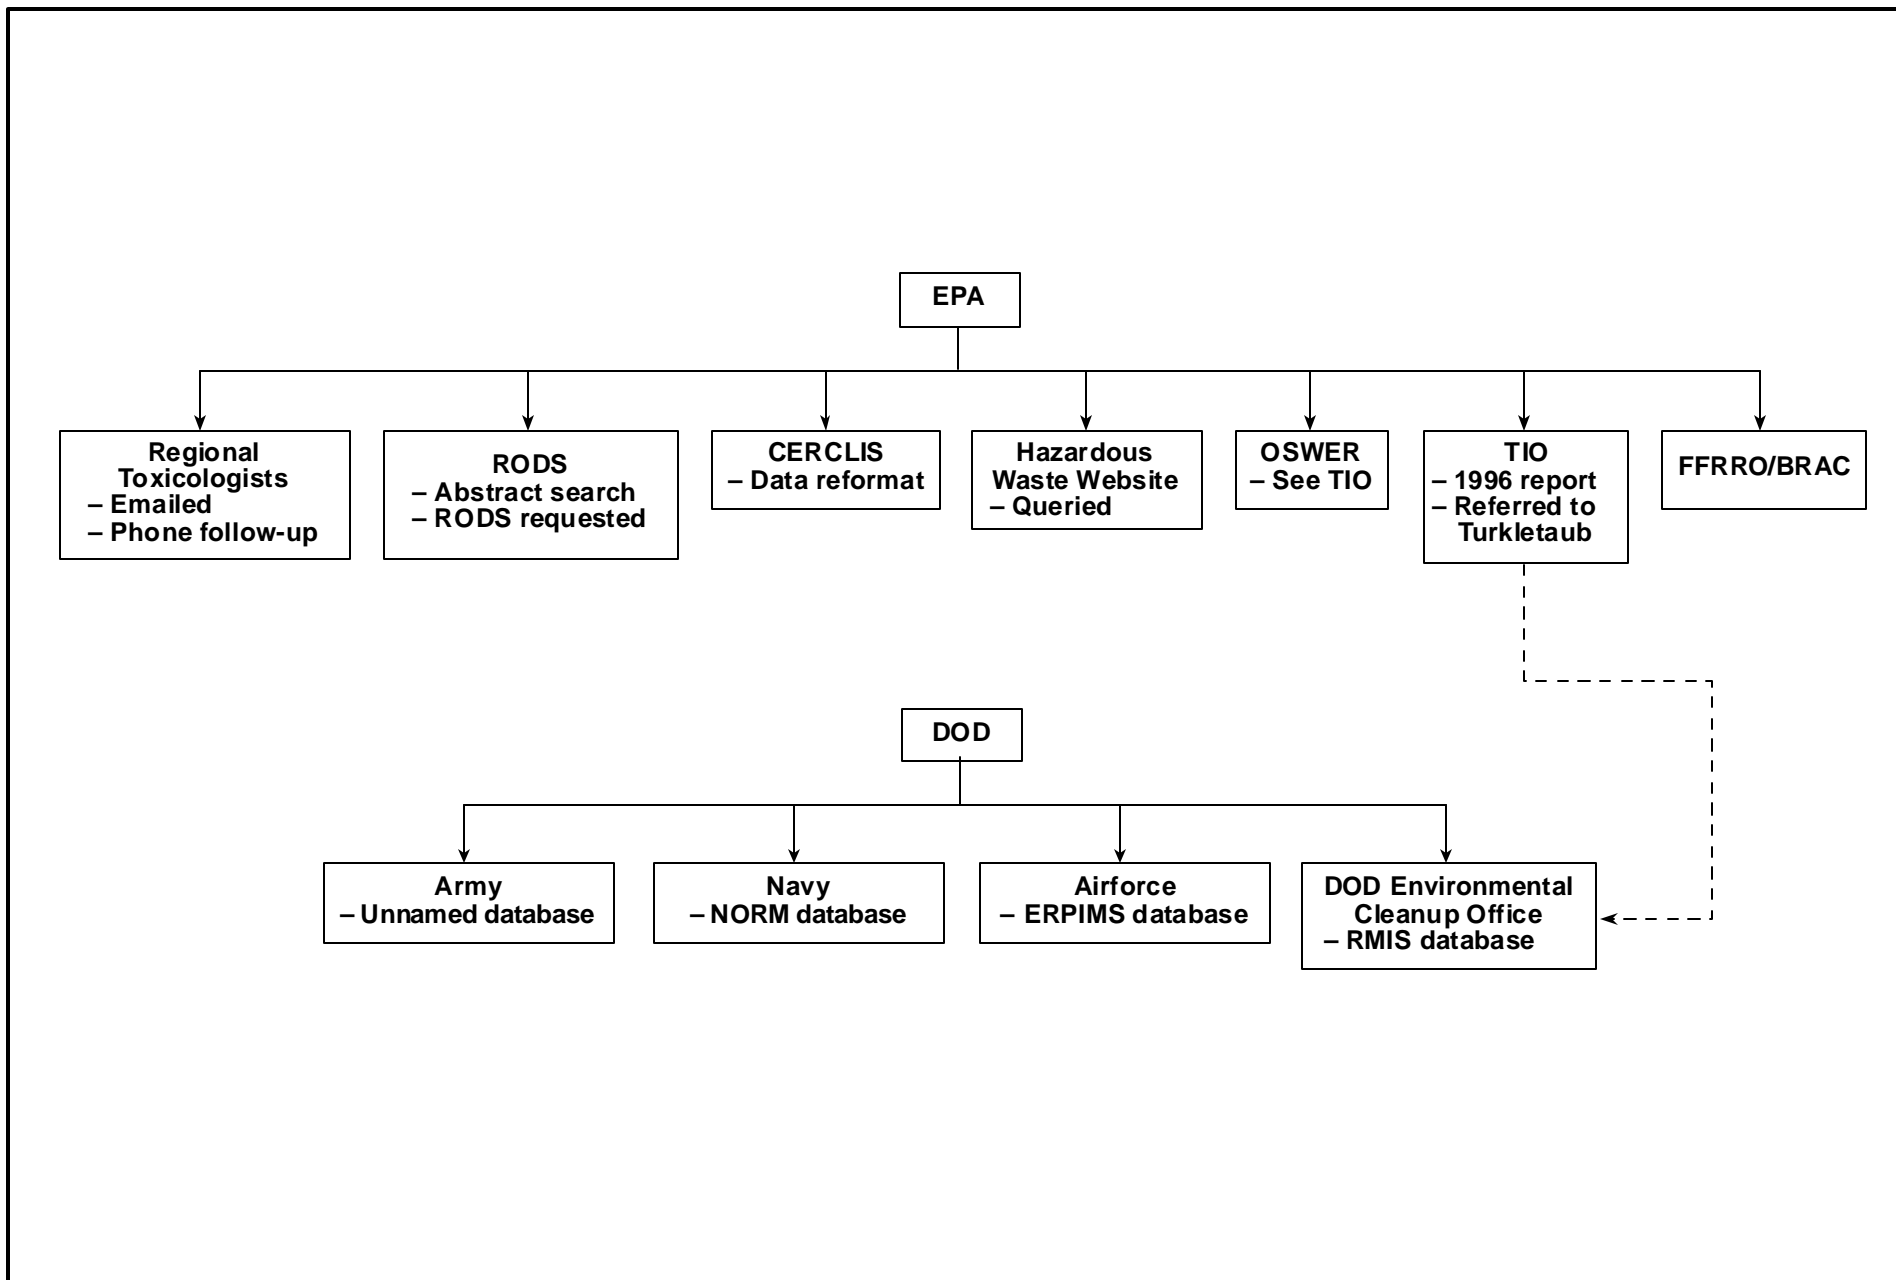 EPA
Regional
Toxicologists
– Emailed
– Phone follow-up
RODS
– Abstract search
– RODS requested
CERCLIS
– Data reformat
Hazardous
Waste Website
– Queried
OSWER
– See TIO
TIO
– 1996 report
– Referred to
Turkletaub
FFRRO/BRAC
DOD
Army
– Unnamed database
Navy
– NORM database
Airforce
– ERPIMS database
DOD Environmental
Cleanup Office
– RMIS database